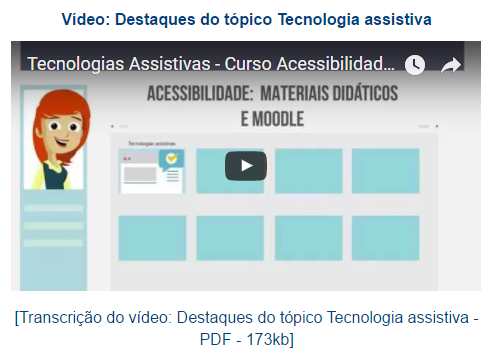 Vídeo: Destaques do tópico Tecnologia assistiva
Tecnologias Assistivas - Curso Acessibilidad...
ACESSIBILIDADE: MATERIAIS DIDÁTICOS
E MOODLE
Tecnologias assistivas
[Transcrição do vídeo: Destaques do tópico Tecnologia assistiva -
PDF - 173kb]